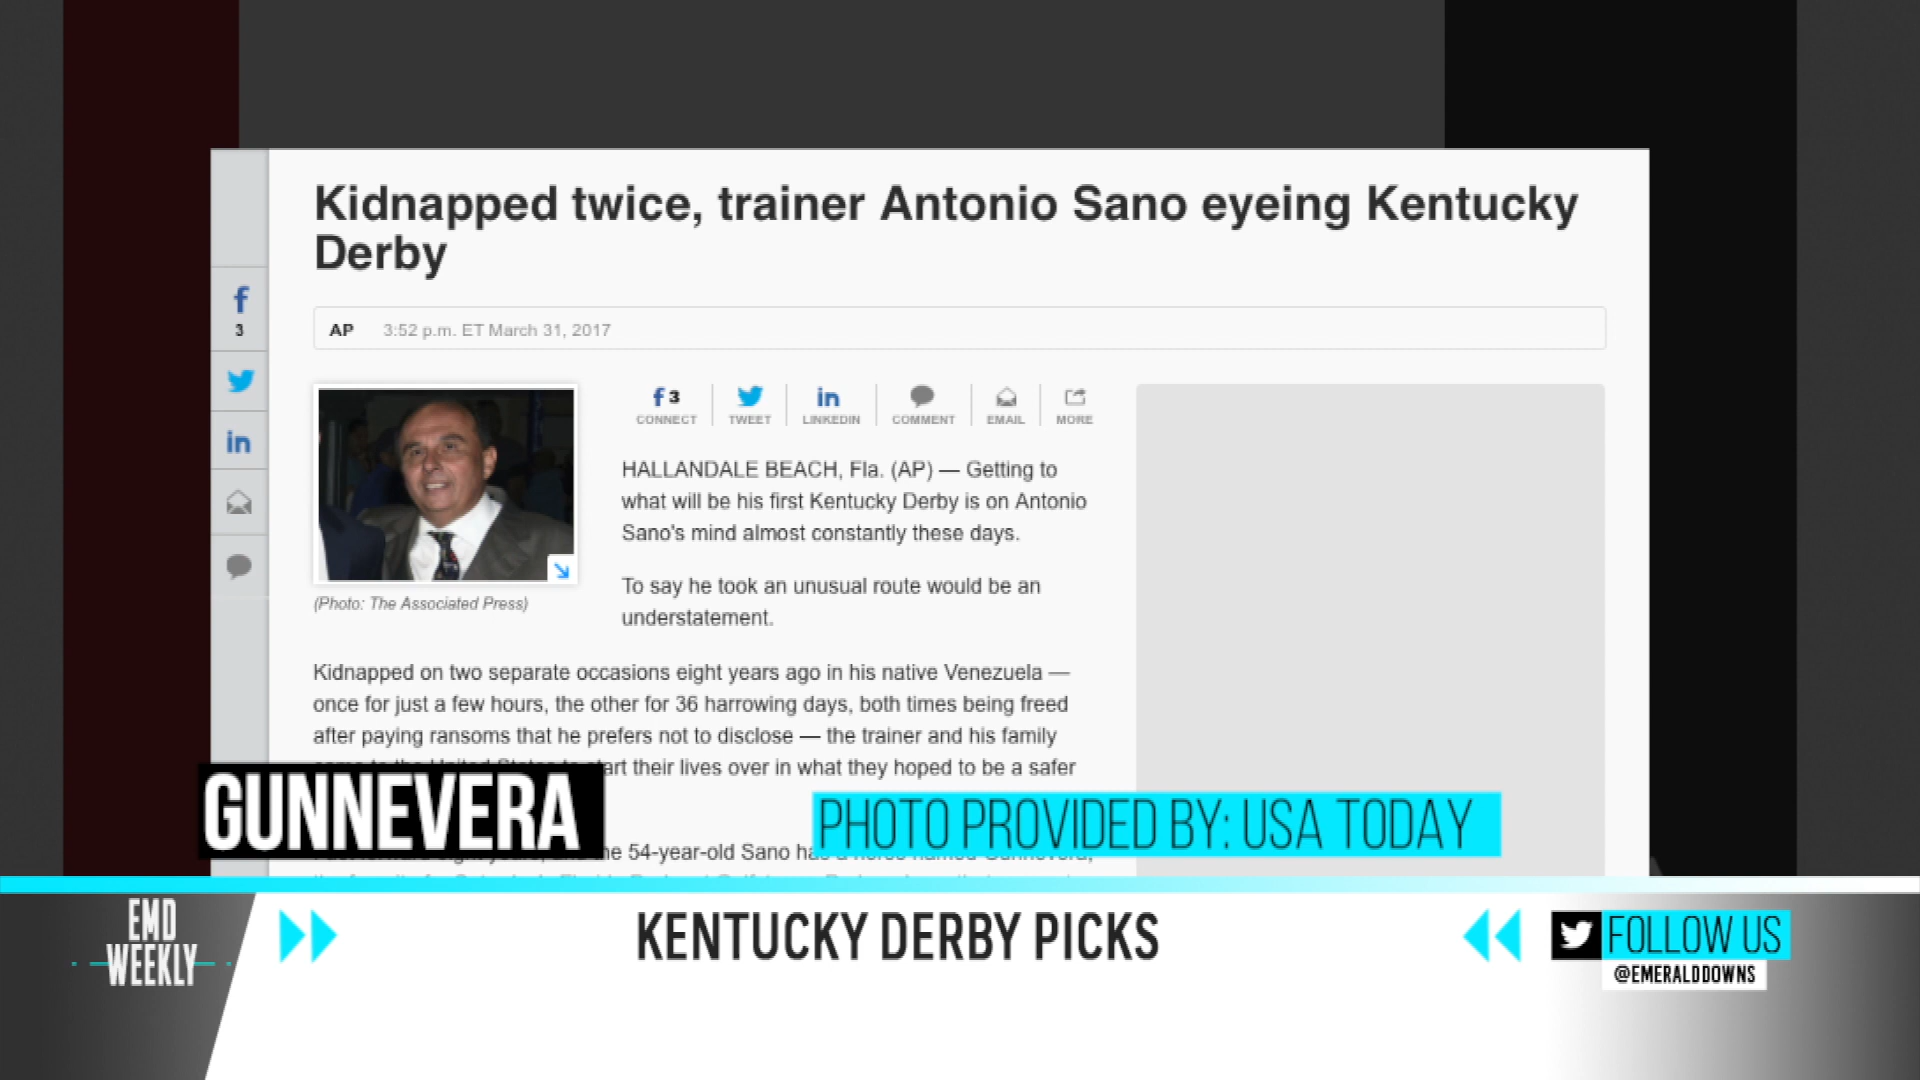 Kidnapped twice, trainer Antonio Sano eyeing Kentucky
Derby
f
3
AP 3:52 p.m. ET March 31, 2017
in
f 3
CONNECT
TWEET
in
LINKEDIN
COMMENT
EMAIL
MORE
(Photo: The Associated Press)
HALLANDALE BEACH, Fla. (AP) — Getting to
what will be his first Kentucky Derby is on Antonio
Sano's mind almost constantly these days.
To say he took an unusual route would be an
understatement.
Kidnapped on two separate occasions eight years ago in his native Venezuela —
once for just a few hours, the other for 36 harrowing days, both times being freed
after paying ransoms that he prefers not to disclose — the trainer and his family
their lives over in what they hoped to be a safer
54-year-old Sano
GUNNEVERA
PHOTO PROVIDED BY: USA TODAY
EMD
WEEKLY
KENTUCKY DERBY PICKS
FOLLOW US
@EMERALDDOWNS